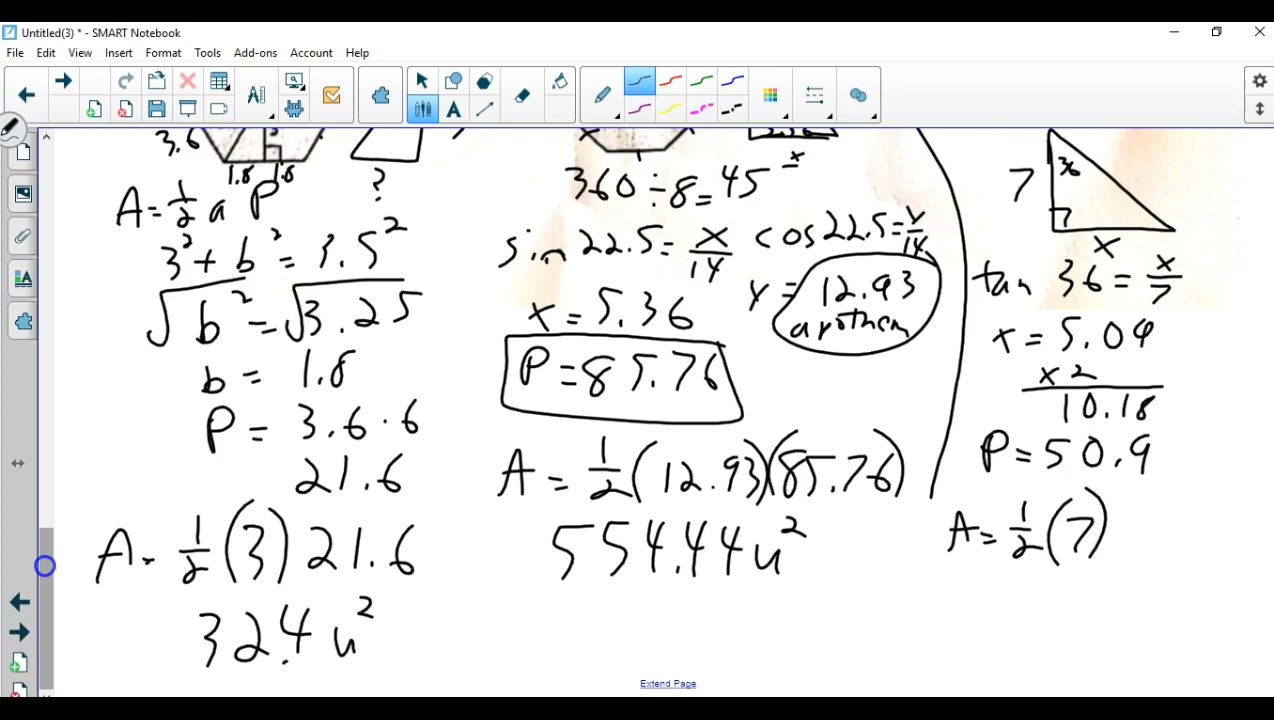 Untitled(3) * - SMART Notebook
File Edit View Insert Format Tools Add-ons Account Help
3.6
1.8 1.8
?
A = 1/2 a P
3² + b² = 3.5²
√b² = √3.25
b = 1.8
P = 3.6 · 6
21.6
A = 1/2 (3) 21.6
32.4 u²
x
360 ÷ 8 = 45
sin 22.5 = x/14
cos 22.5 = y/14
x = 5.36
y = 12.93
apothem
P = 85.76
A = 1/2 (12.93)(85.76)
554.44 u²
36
7
x
tan 36 = x/7
x = 5.09
x 2
10.18
P = 50.9
A = 1/2 (7)
Extend Page